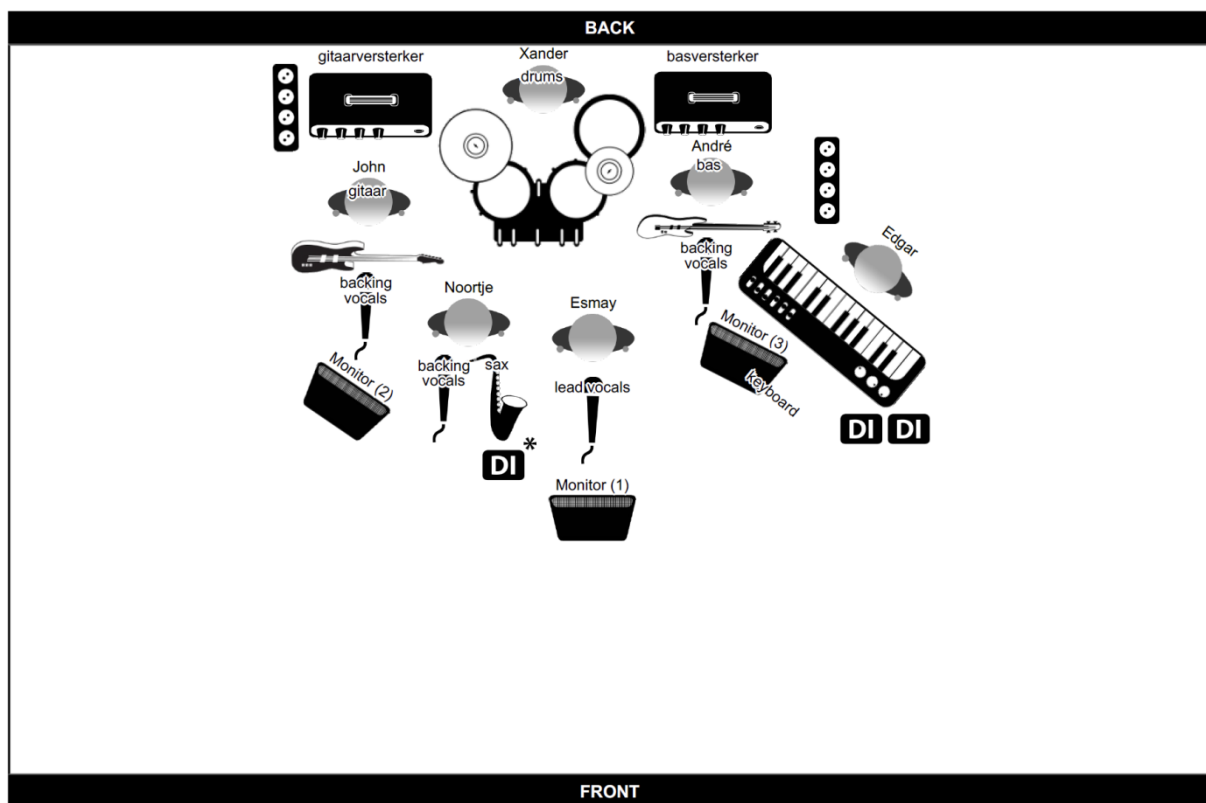 BACK
gitaarversterker
Xander
drums
basversterker
John
gitaar
André
bas
Edgar
backing
vocals
backing
vocals
Noortje
Esmay
Monitor (2)
Monitor (3)
backing
vocals
sax
lead vocals
keyboard
DI DI
DI *
Monitor (1)
FRONT